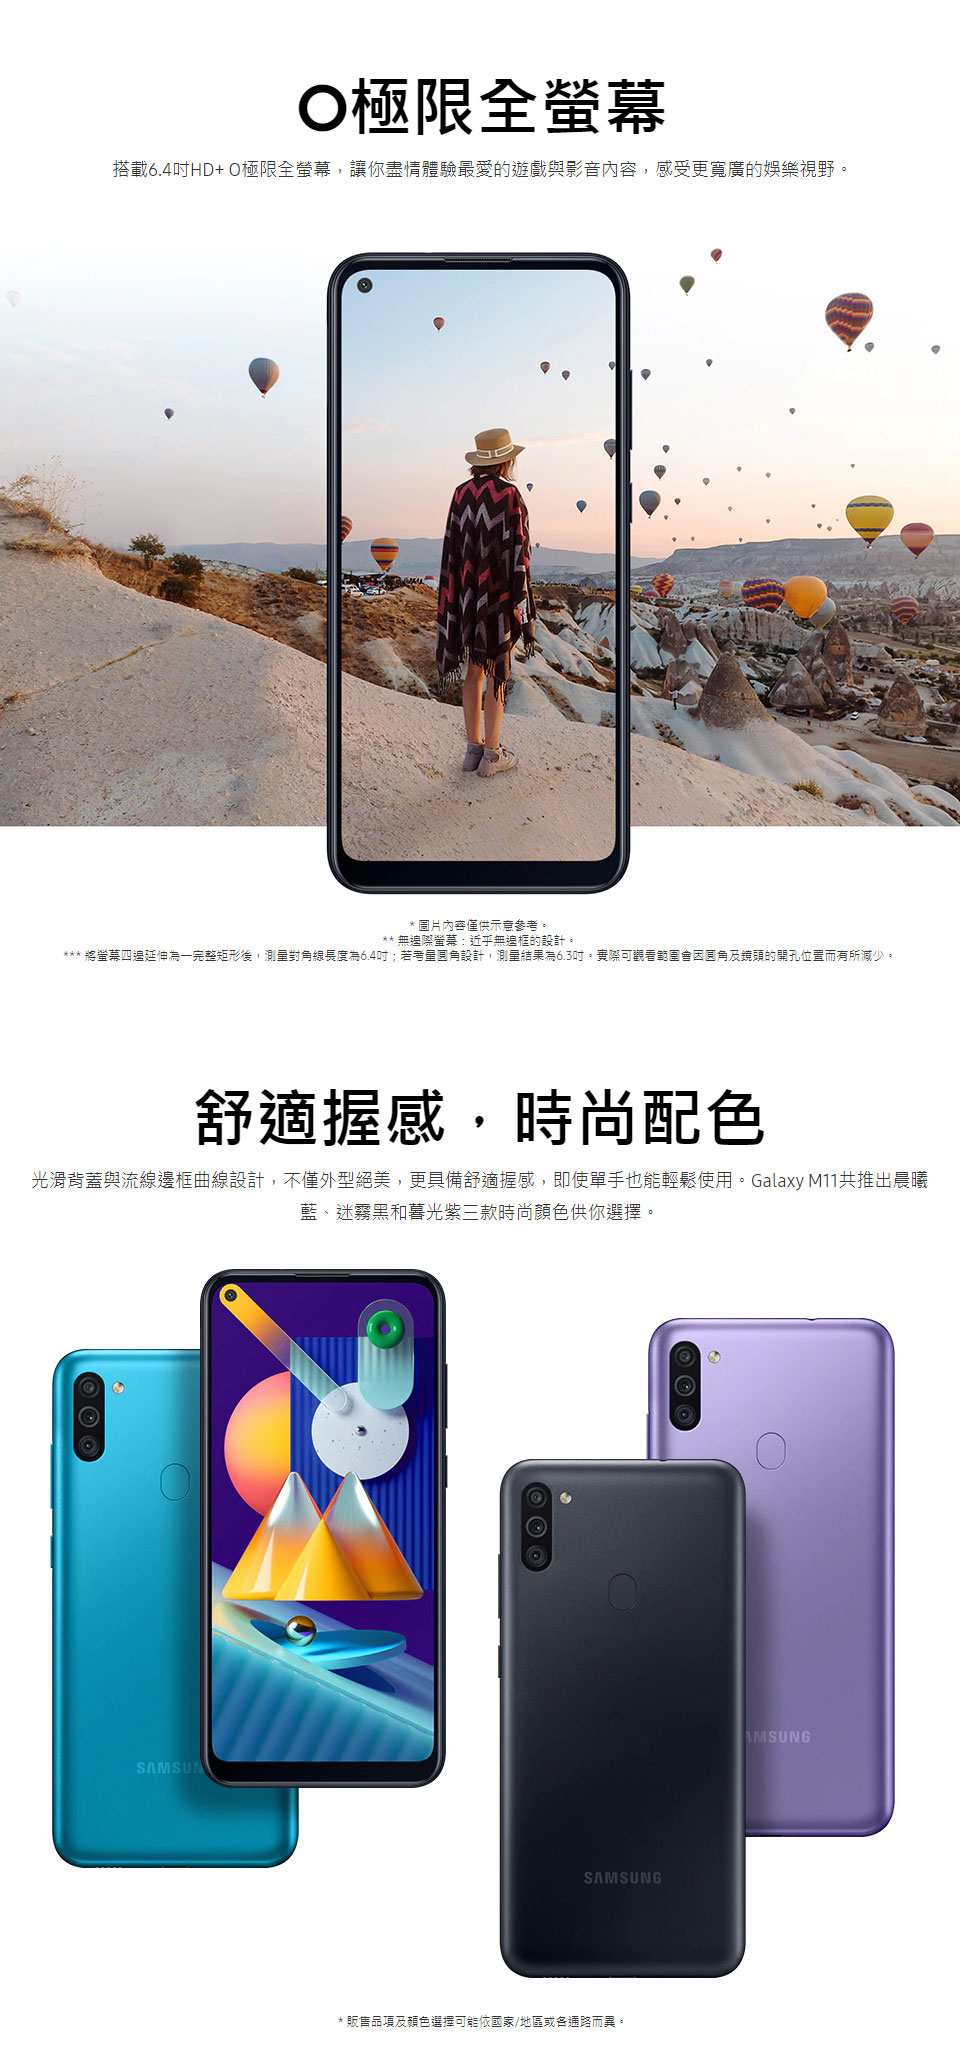 O極限全螢幕
搭載6.4吋HD+ O極限全螢幕，讓你盡情體驗最愛的遊戲與影音內容，感受更寬廣的娛樂視野。
* 圖片內容僅供示意參考。
** 無邊際螢幕：近乎無邊框的設計。
*** 將螢幕四邊延伸為一完整矩形後，測量對角線長度為6.4吋；若考量圓角設計，測量結果為6.3吋。實際可觀看範圍會因圓角及鏡頭的開孔位置而有所減少。
舒適握感，時尚配色
光滑背蓋與流線邊框曲線設計，不僅外型絕美，更具備舒適握感，即使單手也能輕鬆使用。Galaxy M11共推出晨曦
藍、迷霧黑和暮光紫三款時尚顏色供你選擇。
AMSUNG
SAMSUN
SAMSUNG
* 販售品項及顏色選擇可能依國家/地區或各通路而異。